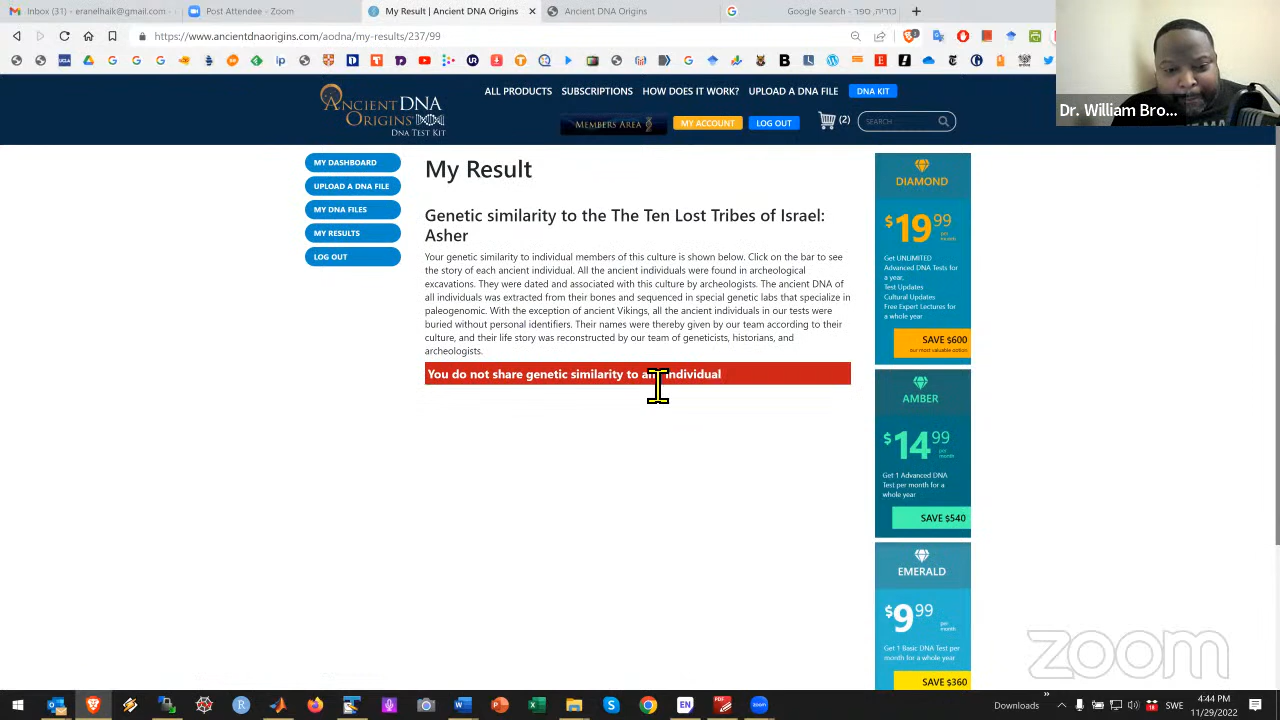 Inbox (31) - eranelhaik@gmail.com
Post Attendee - Zoom
My Result | Ancient DNA Origins
Ancient DNA Origins
Google Search - חיפוש ב
https://www.ancientdnaorigins.com/aodna/my-results/237/99
Dr. William Bro...
ALL PRODUCTS
SUBSCRIPTIONS
HOW DOES IT WORK?
UPLOAD A DNA FILE
DNA KIT
ANCIENT DNA
ORIGINS
DNA TEST KIT
MEMBERS AREA
MY ACCOUNT
LOG OUT
(2)
SEARCH ...
MY DASHBOARD
UPLOAD A DNA FILE
MY DNA FILES
MY RESULTS
LOG OUT
My Result
Genetic similarity to the The Ten Lost Tribes of Israel:
Asher
Your genetic similarity to individual members of this culture is shown below. Click on the bar to see
the story of each ancient individual. All the ancient individuals were found in archeological
excavations. They were dated and associated with this culture by archeologists. The ancient DNA of
all individuals was extracted from their bones and sequenced in special genetic labs that specialize in
paleogenomic. With the exception of ancient Vikings, all the ancient individuals in our tests were
buried without personal identifiers. Their names were thereby given by our team according to their
culture, and their life story was reconstructed by our team of geneticists, historians, and
archeologists.
You do not share genetic similarity to any individual
DIAMOND
$19 99
per
month
Get UNLIMITED
Advanced DNA Tests for
a year,
Test Updates
Cultural Updates
Free Expert Lectures for
a whole year
SAVE $600
our most valuable option
AMBER
$14 99
per
month
Get 1 Advanced DNA
Test per month for a
whole year
SAVE $540
EMERALD
$9 99
per
month
Get 1 Basic DNA Test per
month for a whole year
SAVE $360
zoom
Downloads
SWE
4:44 PM
11/29/2022